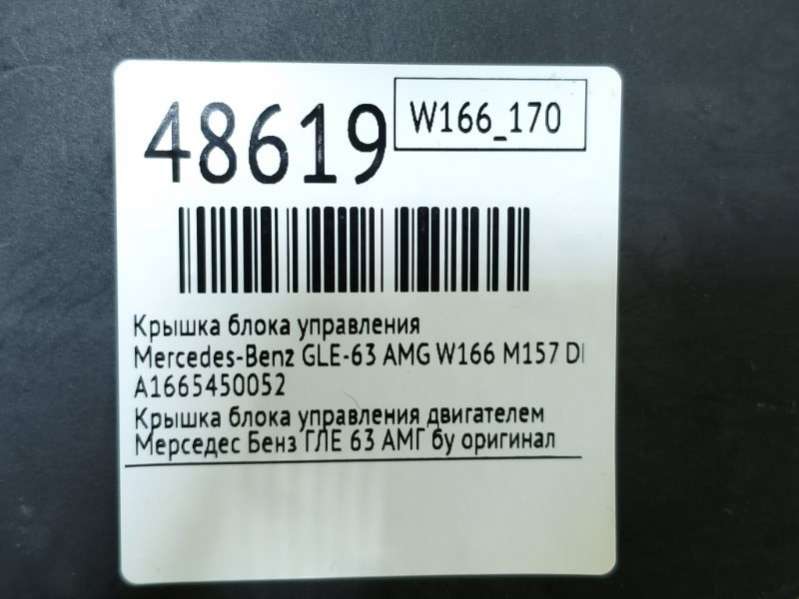 48619
W166_170
Крышка блока управления
Mercedes-Benz GLE-63 AMG W166 M157 DI
A1665450052
Крышка блока управления двигателем
Мерседес Бенз ГЛЕ 63 АМГ бу оригинал